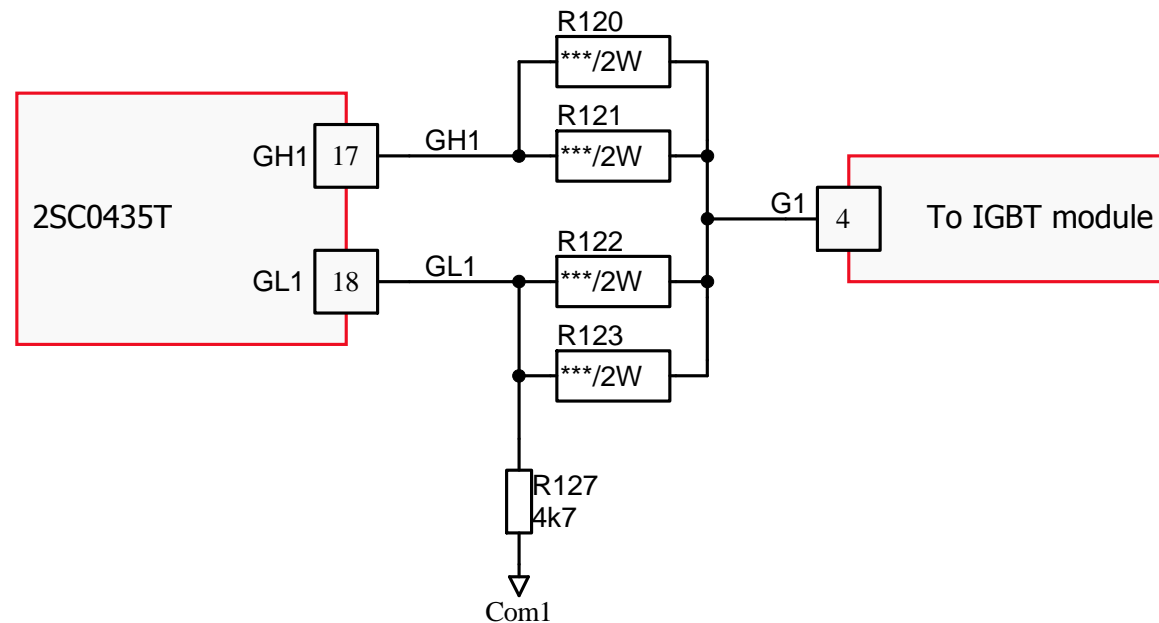 R120
***/2W
R121
***/2W
GH1
17
GH1
2SC0435T
G1
4
To IGBT module
R122
***/2W
GL1
18
GL1
R123
***/2W
R127
4k7
Com1